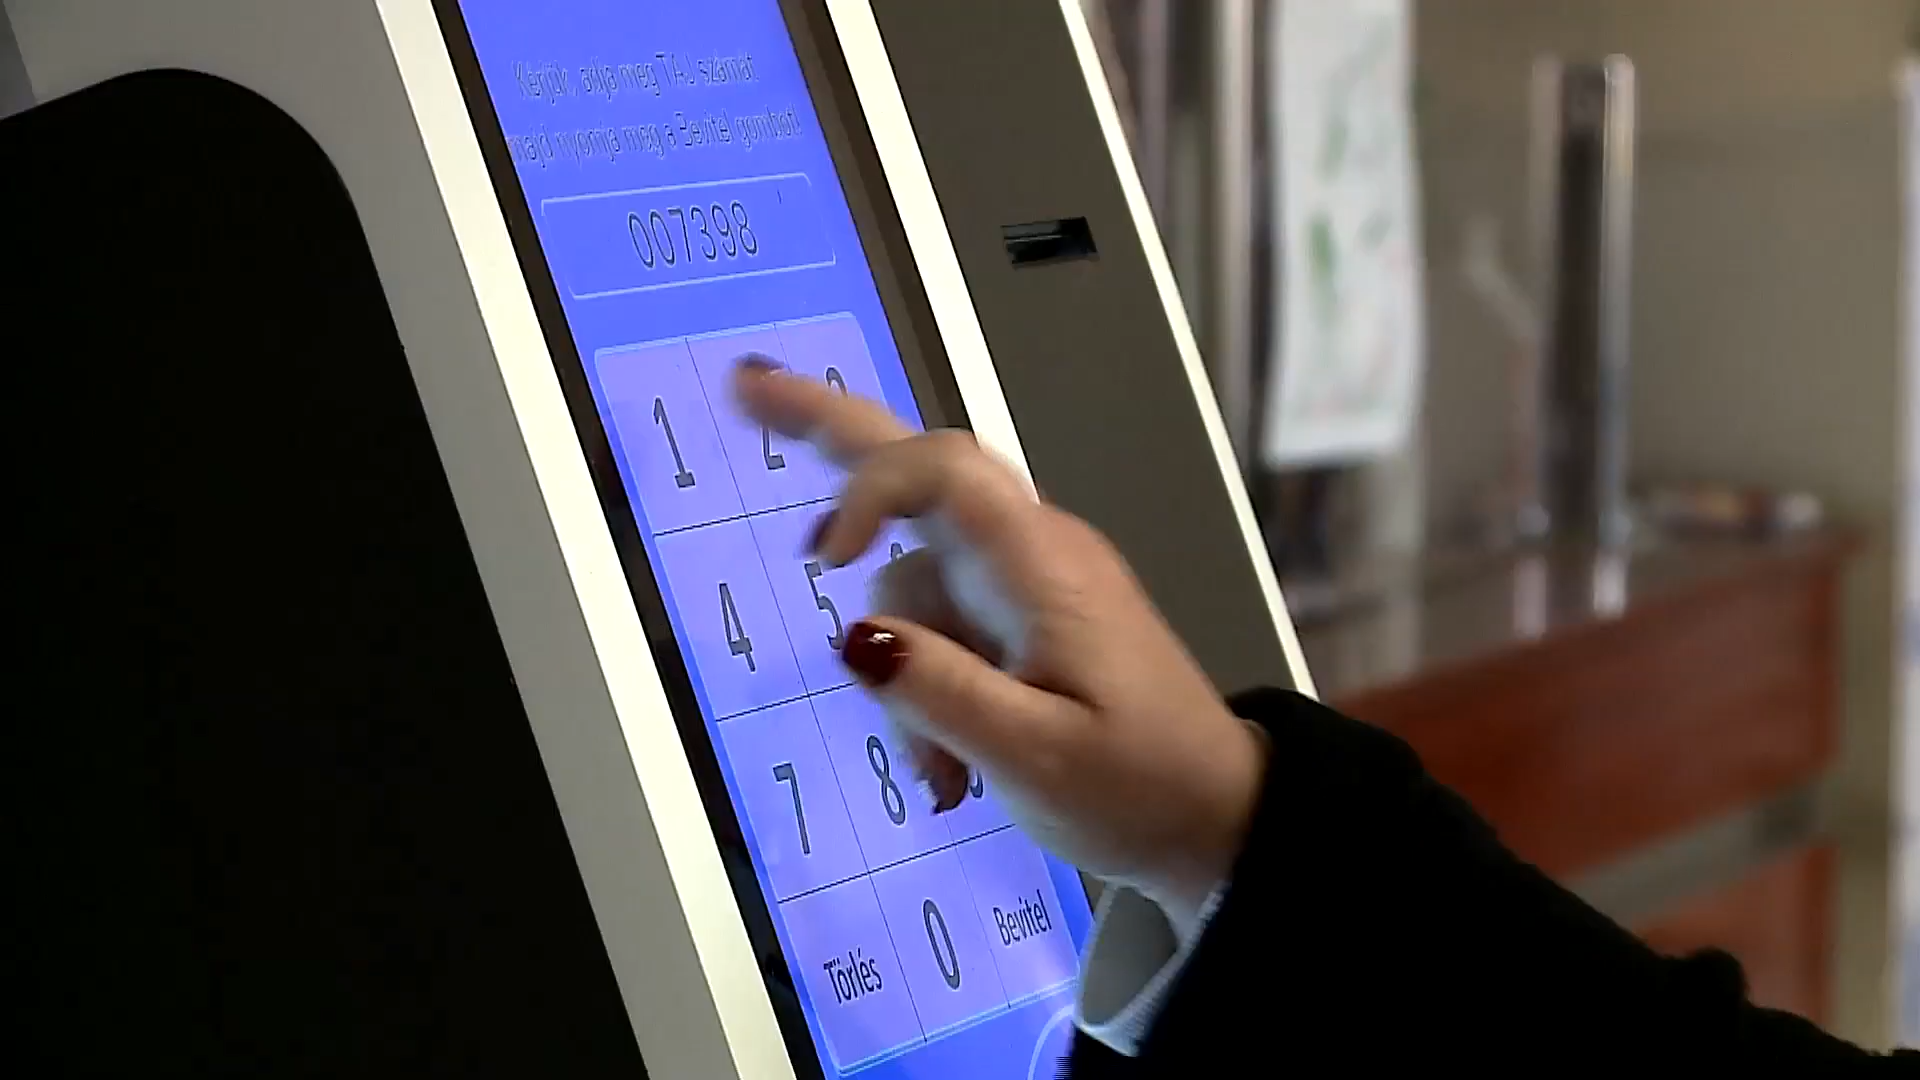 Kérjük, adja meg TAJ számát,
majd nyomja meg a Bevitel gombot!
007398
1 2 3
4 5
7 8
Törlés 0 Bevitel